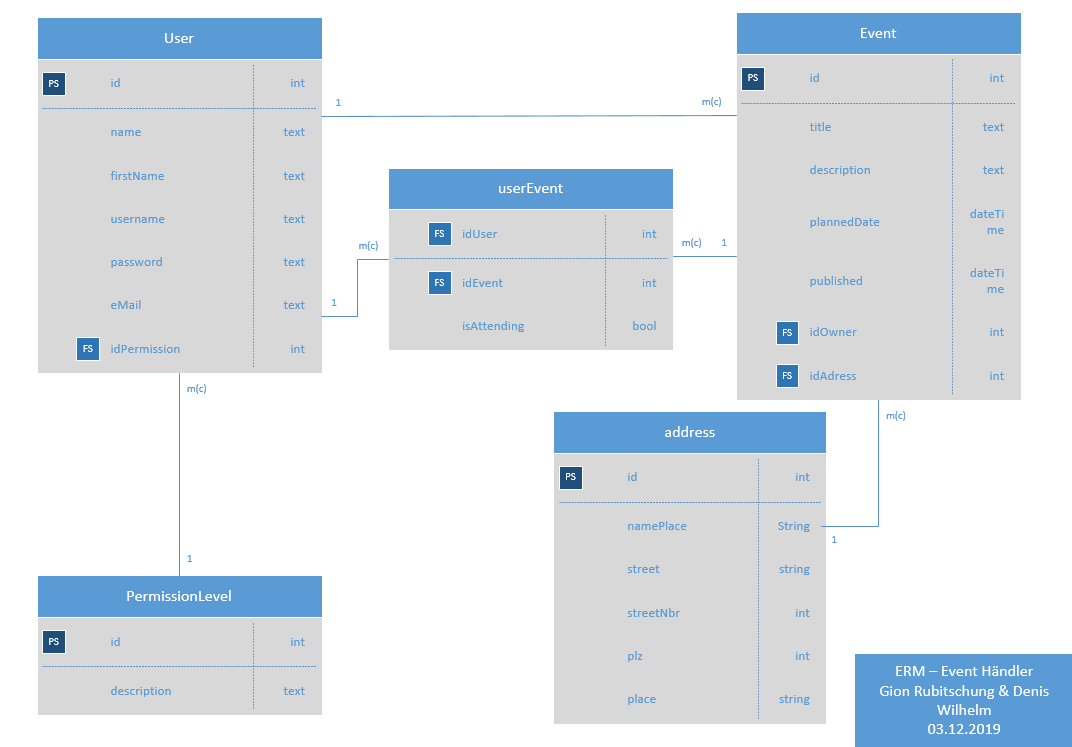 User
PS id int
name text
firstName text
username text
password text
eMail text
FS idPermission int
1
m(c)
Event
PS id int
title text
description text
plannedDate dateTi
me
published dateTi
me
FS idOwner int
FS idAdress int
userEvent
FS idUser int
FS idEvent int
isAttending bool
m(c)
1
m(c) 1
m(c)
1
m(c)
1
address
PS id int
namePlace String
street string
streetNbr int
plz int
place string
PermissionLevel
PS id int
description text
ERM – Event Händler
Gion Rubitschung & Denis
Wilhelm
03.12.2019